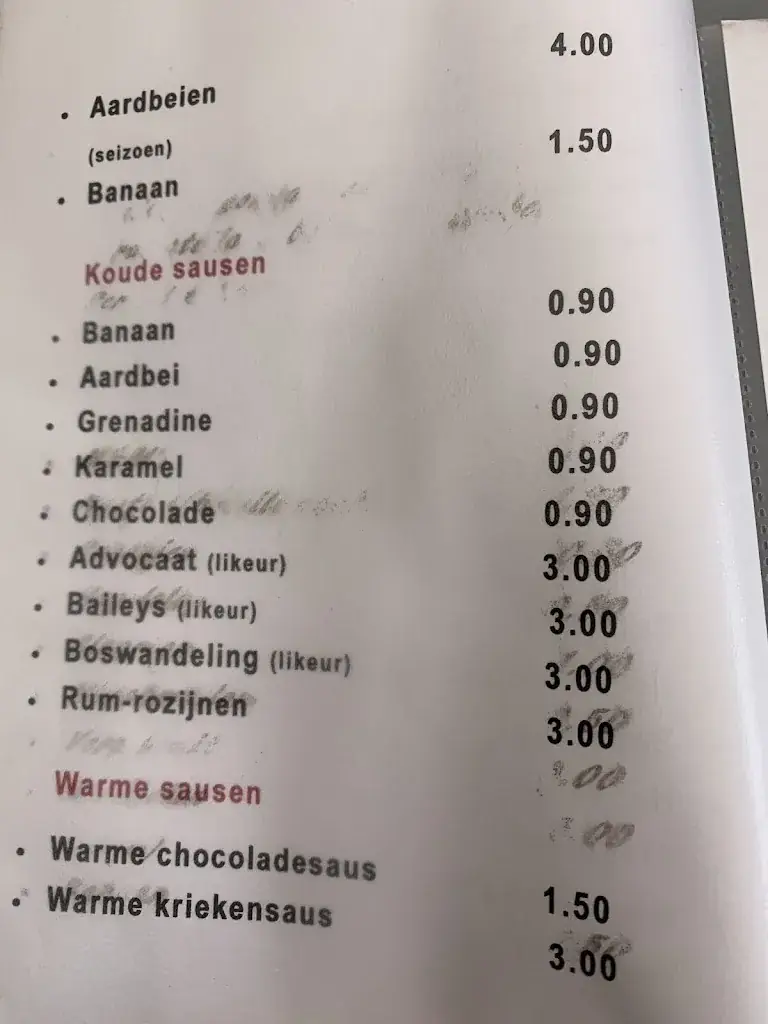 4.00
• Aardbeien
(seizoen)
1.50
• Banaan
Koude sausen
• Banaan 0.90
• Aardbei 0.90
• Grenadine 0.90
• Karamel 0.90
• Chocolade 0.90
• Advocaat (likeur) 3.00
• Baileys (likeur) 3.00
• Boswandeling (likeur) 3.00
• Rum-rozijnen 3.00
Warme sausen
• Warme chocoladesaus 1.50
• Warme kriekensaus 3.00